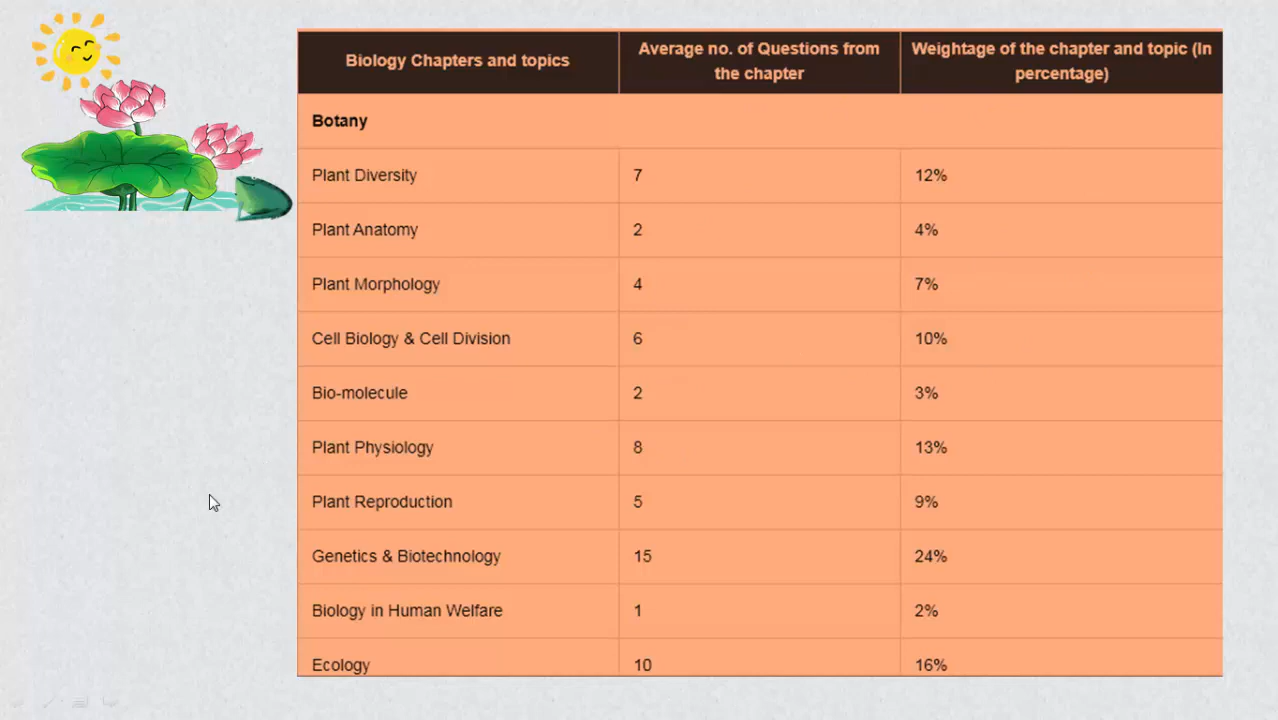 Biology Chapters and topics
Average no. of Questions from
the chapter
Weightage of the chapter and topic (In
percentage)
Botany
Plant Diversity 7 12%
Plant Anatomy 2 4%
Plant Morphology 4 7%
Cell Biology & Cell Division 6 10%
Bio-molecule 2 3%
Plant Physiology 8 13%
Plant Reproduction 5 9%
Genetics & Biotechnology 15 24%
Biology in Human Welfare 1 2%
Ecology 10 16%